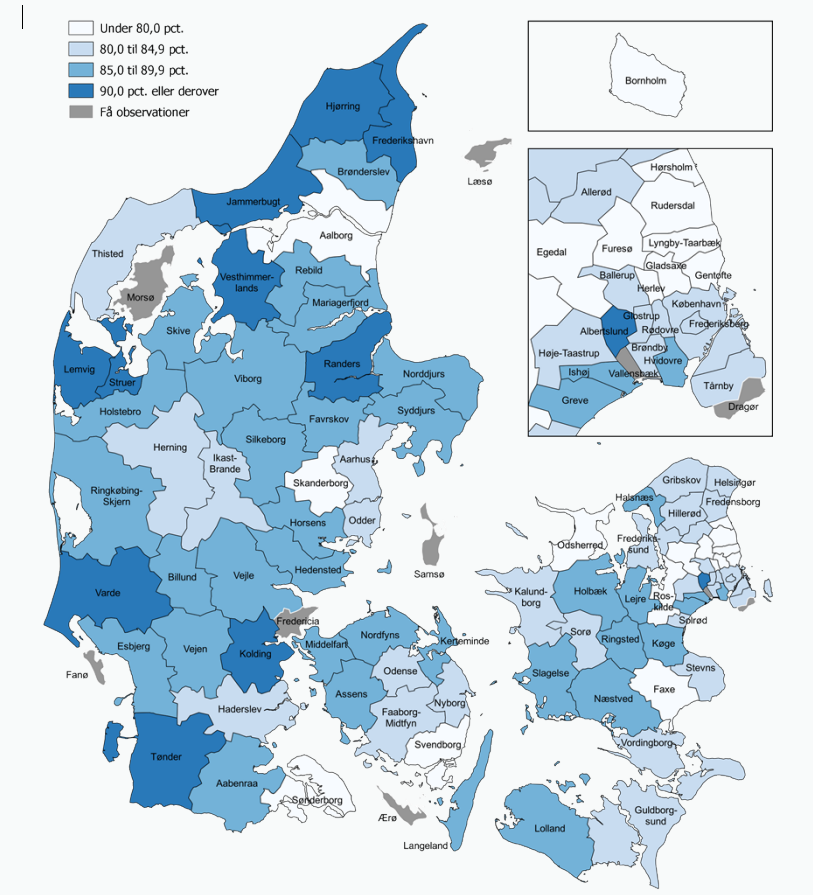 Under 80,0 pct.
80,0 til 84,9 pct.
85,0 til 89,9 pct.
90,0 pct. eller derover
Få observationer
Hjørring
Frederikshavn
Brønderslev
Læsø
Jammerbugt
Aalborg
Thisted
Vesthimmer-
lands
Rebild
Morsø
Mariagerfjord
Skive
Lemvig
Struer
Viborg
Randers
Norddjurs
Holstebro
Favrskov
Syddjurs
Herning
Silkeborg
Ikast-
Brande
Aarhus
Skanderborg
Ringkøbing-
Skjern
Odder
Horsens
Samsø
Hedensted
Billund
Vejle
Varde
Fredericia
Esbjerg
Vejen
Kolding
Middelfart
Nordfyns
Kerteminde
Fanø
Odense
Assens
Haderslev
Faaborg-
Midtfyn
Nyborg
Svendborg
Tønder
Aabenraa
Sønderborg
Ærø
Langeland
Bornholm
Hørsholm
Allerød
Rudersdal
Egedal
Furesø
Lyngby-Taarbæk
Gladsaxe
Ballerup
Gentofte
Herlev
København
Glostrup
Frederiksberg
Albertslund
Rødovre
Høje-Taastrup
Brøndby
Hvidovre
Ishøj
Vallensbæk
Tårnby
Greve
Dragør
Gribskov
Helsingør
Halsnæs
Fredensborg
Hillerød
Odsherred
Frederiks-
sund
Kalund-
borg
Holbæk
Lejre
Ros-
kilde
Solrød
Sorø
Ringsted
Køge
Stevns
Slagelse
Næstved
Faxe
Vordingborg
Lolland
Guldborg-
sund